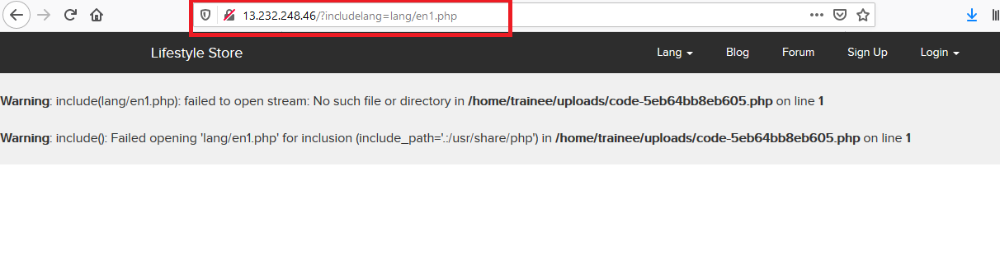 13.232.248.46/?includelang=lang/en1.php
Lifestyle Store Lang Blog Forum Sign Up Login
Warning: include(lang/en1.php): failed to open stream: No such file or directory in /home/trainee/uploads/code-5eb64bb8eb605.php on line 1
Warning: include(): Failed opening 'lang/en1.php' for inclusion (include_path='.:/usr/share/php') in /home/trainee/uploads/code-5eb64bb8eb605.php on line 1